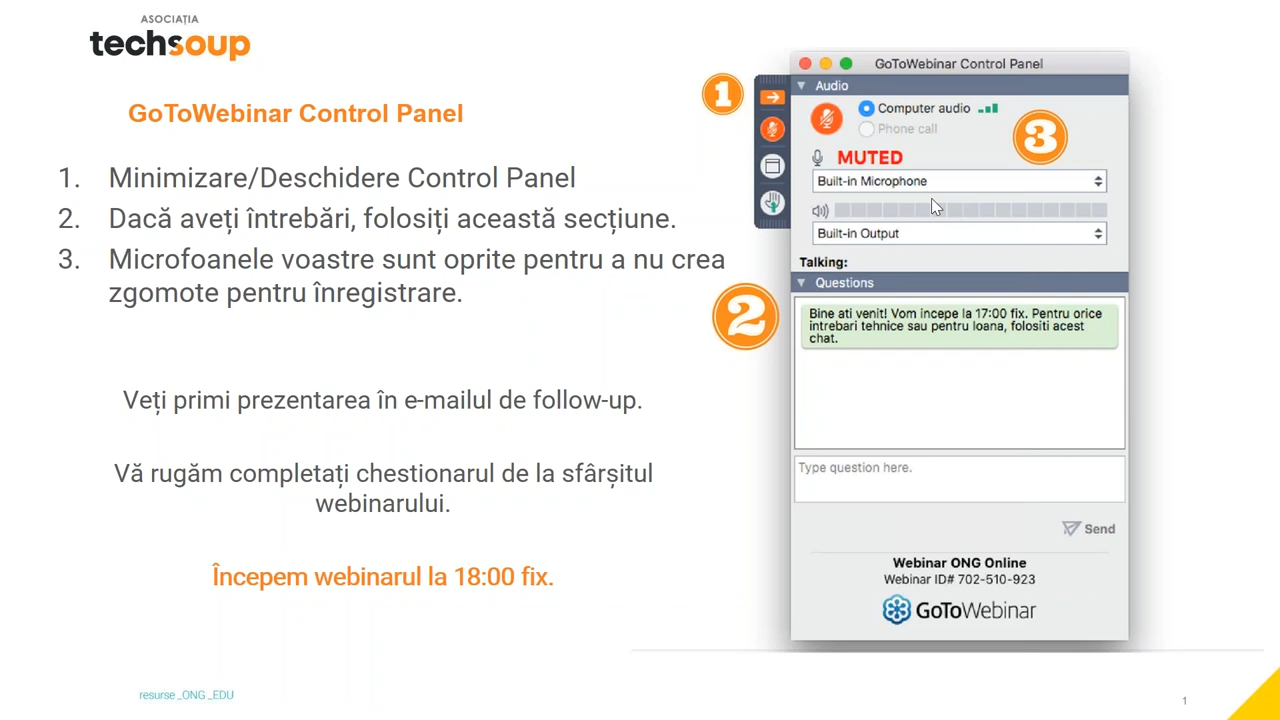 ASOCIAȚIA
techsoup
GoToWebinar Control Panel
1. Minimizare/Deschidere Control Panel
2. Dacă aveți întrebări, folosiți această secțiune.
3. Microfoanele voastre sunt oprite pentru a nu crea
zgomote pentru înregistrare.
Veți primi prezentarea în e-mailul de follow-up.
Vă rugăm completați chestionarul de la sfârșitul
webinarului.
Începem webinarul la 18:00 fix.
resurse_ONG_EDU
1
GoToWebinar Control Panel
Audio
Computer audio
Phone call
3
MUTED
Built-in Microphone
Built-in Output
Talking:
Questions
2
Bine ati venit! Vom incepe la 17:00 fix. Pentru orice
intrebari tehnice sau pentru Ioana, folositi acest
chat.
Type question here.
Send
Webinar ONG Online
Webinar ID# 702-510-923
GoToWebinar
1